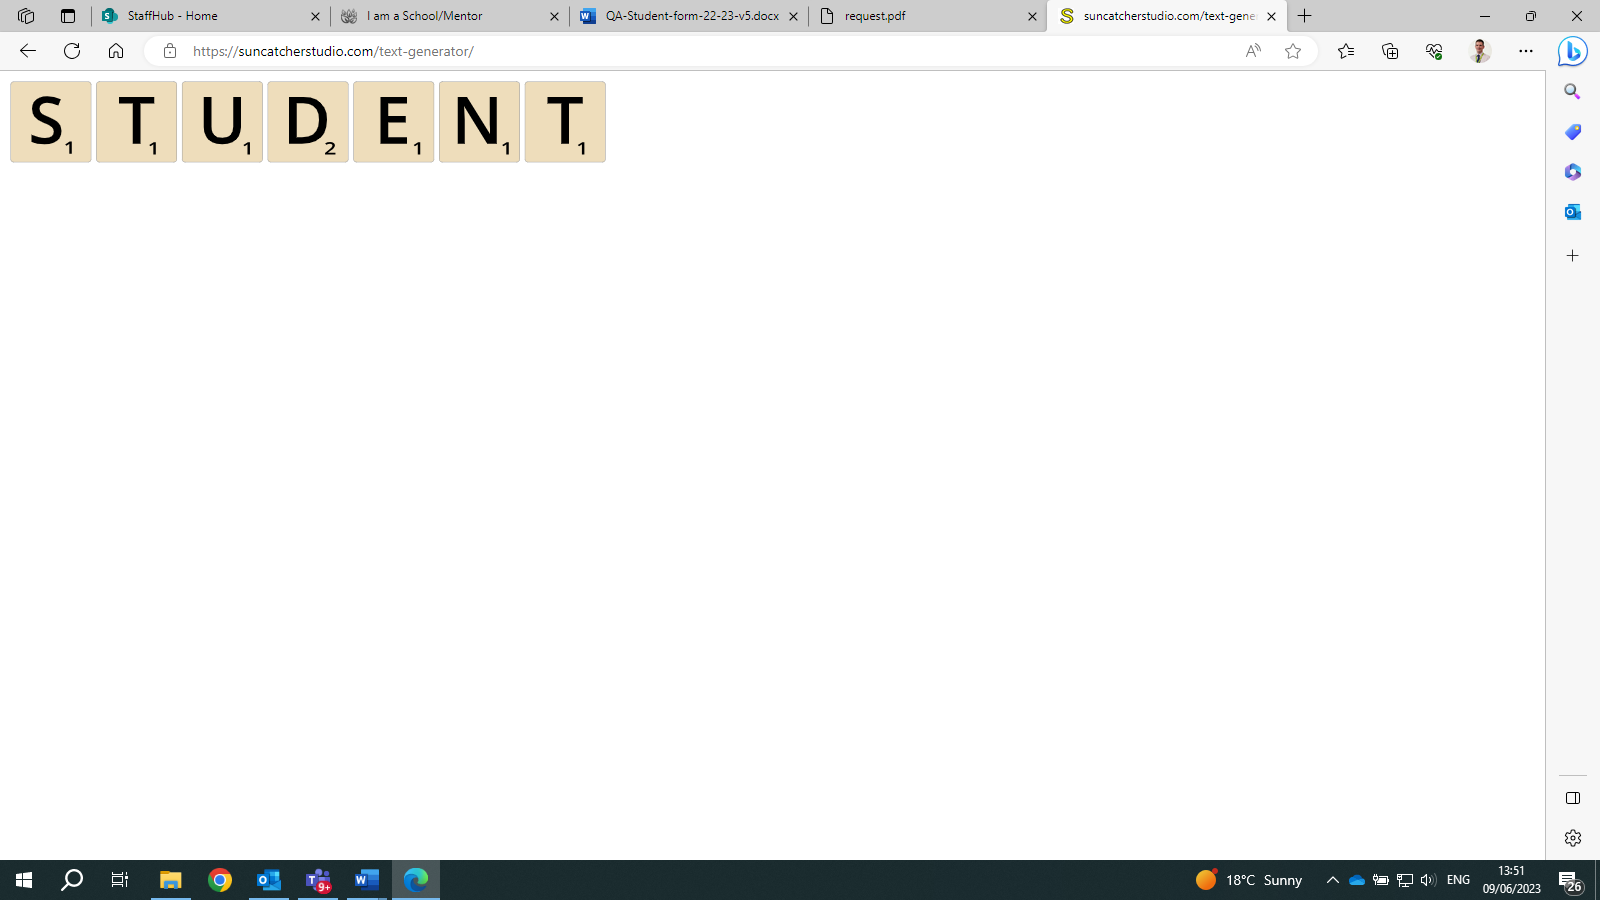 StaffHub - Home
I am a School/Mentor
QA-Student-form-22-23-v5.docx
request.pdf
suncatcherstudio.com/text-gene
https://suncatcherstudio.com/text-generator/
S1 T1 U1 D2 E1 N1 T1
9+
18°C Sunny
ENG
13:51
09/06/2023
26